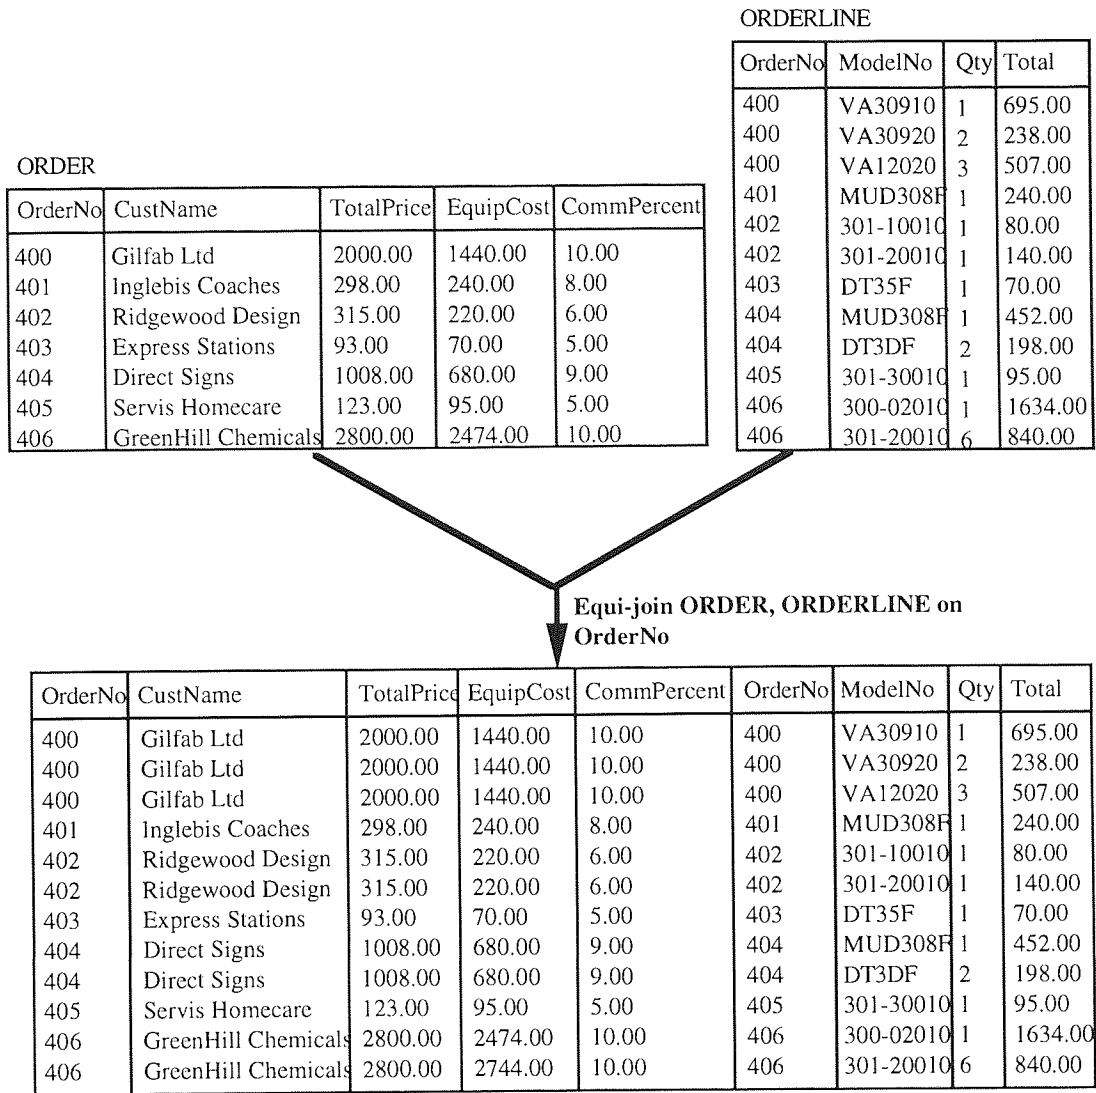 ORDERLINE
OrderNo ModelNo Qty Total
400 VA30910 1 695.00
400 VA30920 2 238.00
400 VA12020 3 507.00
401 MUD308F 1 240.00
402 301-10010 1 80.00
402 301-20010 1 140.00
403 DT35F 1 70.00
404 MUD308F 1 452.00
404 DT3DF 2 198.00
405 301-30010 1 95.00
406 300-02010 1 1634.00
406 301-20010 6 840.00
ORDER
OrderNo CustName TotalPrice EquipCost CommPercent
400 Gilfab Ltd 2000.00 1440.00 10.00
401 Inglebis Coaches 298.00 240.00 8.00
402 Ridgewood Design 315.00 220.00 6.00
403 Express Stations 93.00 70.00 5.00
404 Direct Signs 1008.00 680.00 9.00
405 Servis Homecare 123.00 95.00 5.00
406 GreenHill Chemicals 2800.00 2474.00 10.00
Equi-join ORDER, ORDERLINE on
OrderNo
OrderNo CustName TotalPrice EquipCost CommPercent OrderNo ModelNo Qty Total
400 Gilfab Ltd 2000.00 1440.00 10.00 400 VA30910 1 695.00
400 Gilfab Ltd 2000.00 1440.00 10.00 400 VA30920 2 238.00
400 Gilfab Ltd 2000.00 1440.00 10.00 400 VA12020 3 507.00
401 Inglebis Coaches 298.00 240.00 8.00 401 MUD308F 1 240.00
402 Ridgewood Design 315.00 220.00 6.00 402 301-10010 1 80.00
402 Ridgewood Design 315.00 220.00 6.00 402 301-20010 1 140.00
403 Express Stations 93.00 70.00 5.00 403 DT35F 1 70.00
404 Direct Signs 1008.00 680.00 9.00 404 MUD308F 1 452.00
404 Direct Signs 1008.00 680.00 9.00 404 DT3DF 2 198.00
405 Servis Homecare 123.00 95.00 5.00 405 301-30010 1 95.00
406 GreenHill Chemicals 2800.00 2474.00 10.00 406 300-02010 1 1634.00
406 GreenHill Chemicals 2800.00 2744.00 10.00 406 301-20010 6 840.00